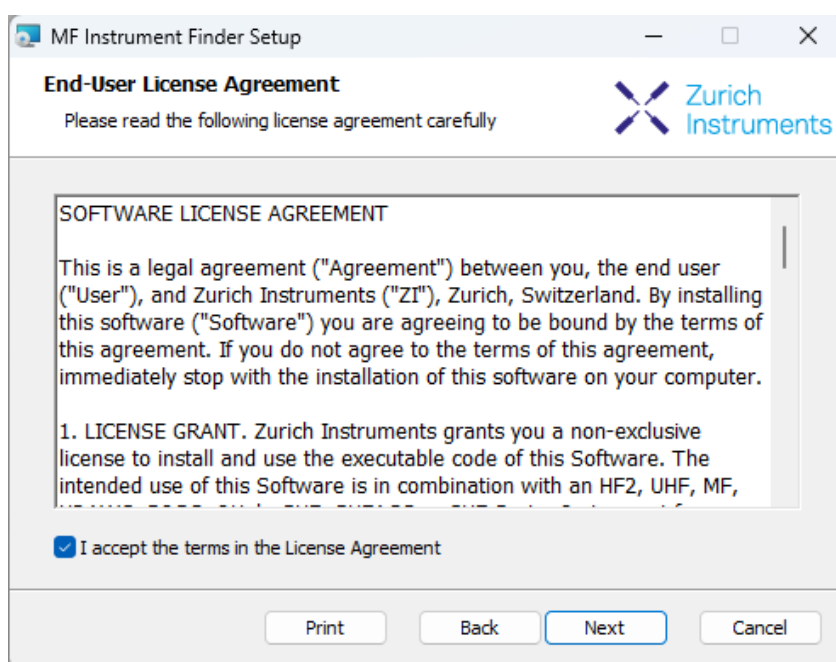 MF Instrument Finder Setup
End-User License Agreement
Please read the following license agreement carefully
Zurich
Instruments
SOFTWARE LICENSE AGREEMENT
This is a legal agreement ("Agreement") between you, the end user
("User"), and Zurich Instruments ("ZI"), Zurich, Switzerland. By installing
this software ("Software") you are agreeing to be bound by the terms of
this agreement. If you do not agree to the terms of this agreement,
immediately stop with the installation of this software on your computer.
1. LICENSE GRANT. Zurich Instruments grants you a non-exclusive
license to install and use the executable code of this Software. The
intended use of this Software is in combination with an HF2, UHF, MF,
I accept the terms in the License Agreement
Print Back Next Cancel